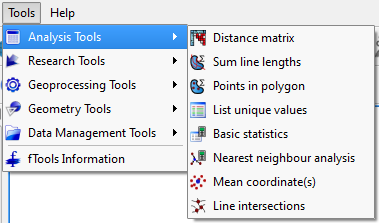 Tools Help
Analysis Tools
Research Tools
Geoprocessing Tools
Geometry Tools
Data Management Tools
fTools Information
Distance matrix
Sum line lengths
Points in polygon
List unique values
Basic statistics
Nearest neighbour analysis
Mean coordinate(s)
Line intersections